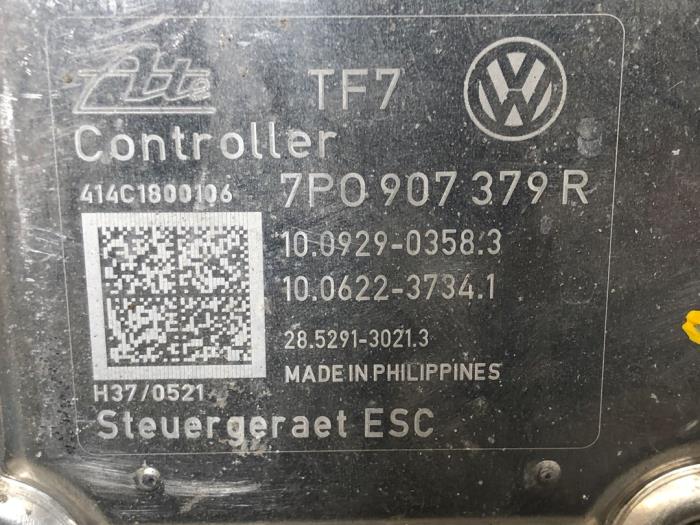 Ate TF7
Controller
414C1800106 7P0 907 379 R
10.0929-0358.3
10.0622-3734.1
28.5291-3021.3
MADE IN PHILIPPINES
H37/0521
Steuergeraet ESC